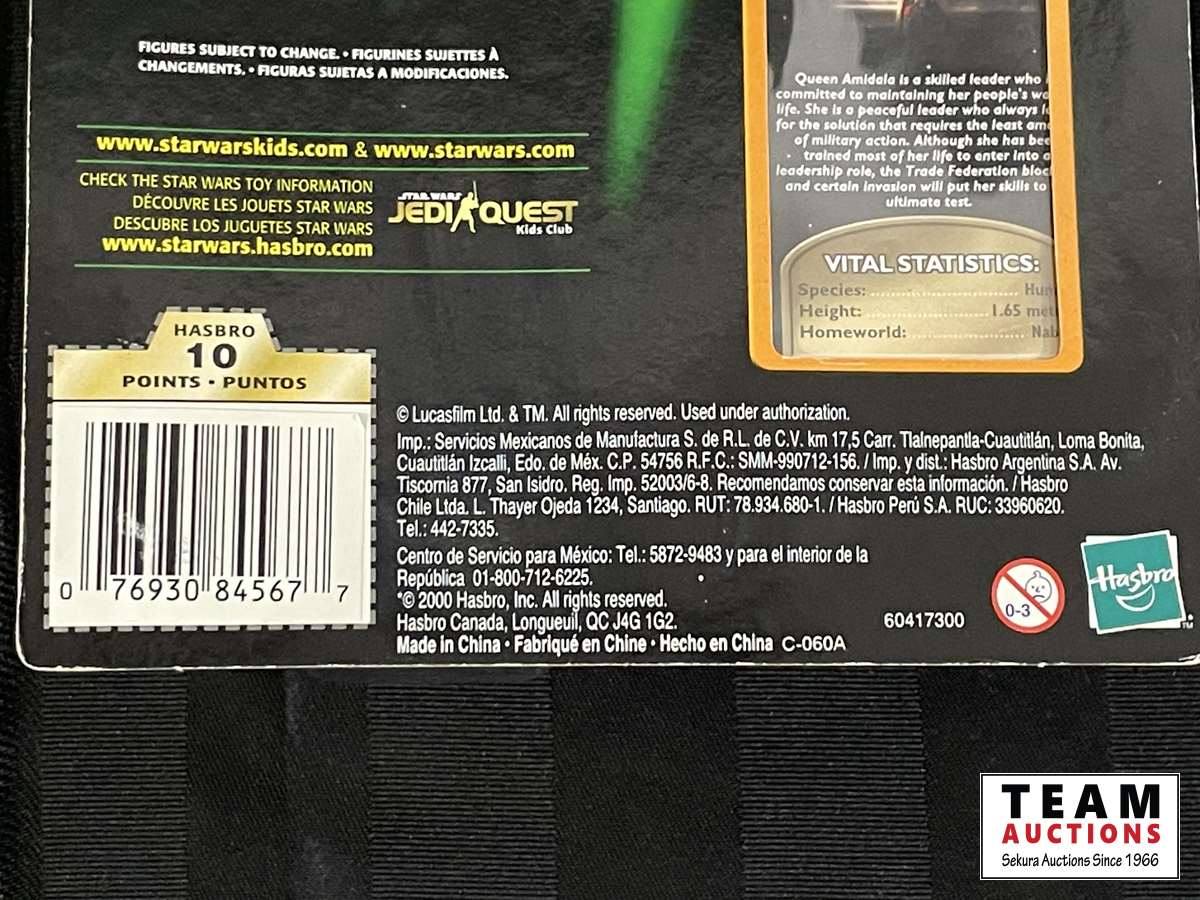 FIGURES SUBJECT TO CHANGE. • FIGURINES SUJETTES À
CHANGEMENTS. • FIGURAS SUJETAS A MODIFICACIONES.
www.starwarskids.com & www.starwars.com
CHECK THE STAR WARS TOY INFORMATION
DÉCOUVRE LES JOUETS STAR WARS
DESCUBRE LOS JUGUETES STAR WARS
www.starwars.hasbro.com
STAR WARS
JEDI QUEST
Kids Club
Queen Amidala is a skilled leader who
committed to maintaining her people's
life. She is a peaceful leader who always
for the solution that requires the least
of military action. Although she has
trained most of her life to enter into
leadership role, the Trade Federation
and certain invasion will put her skills to
ultimate test.
VITAL STATISTICS:
Species:
Height: 1.65
Homeworld:
HASBRO
10
POINTS • PUNTOS
0 76930 84567 7
© Lucasfilm Ltd. & TM. All rights reserved. Used under authorization.
Imp.: Servicios Mexicanos de Manufactura S. de R.L. de C.V. km 17,5 Carr. Tlalnepantla-Cuautitlán, Loma Bonita,
Cuautitlán Izcalli, Edo. de Méx. C.P. 54756 R.F.C.: SMM-990712-156. / Imp. y dist.: Hasbro Argentina S.A. Av.
Tiscornia 877, San Isidro. Reg. Imp. 52003/6-8. Recomendamos conservar esta información. / Hasbro
Chile Ltda. L. Thayer Ojeda 1234, Santiago. RUT: 78.934.680-1. / Hasbro Perú S.A. RUC: 33960620.
Tel.: 442-7335.
Centro de Servicio para México: Tel.: 5872-9483 y para el interior de la
República 01-800-712-6225.
*© 2000 Hasbro, Inc. All rights reserved.
Hasbro Canada, Longueuil, QC J4G 1G2.
Made in China • Fabriqué en Chine • Hecho en China C-060A
60417300
0-3
Hasbro
TM
TEAM
AUCTIONS
Sekura Auctions Since 1966